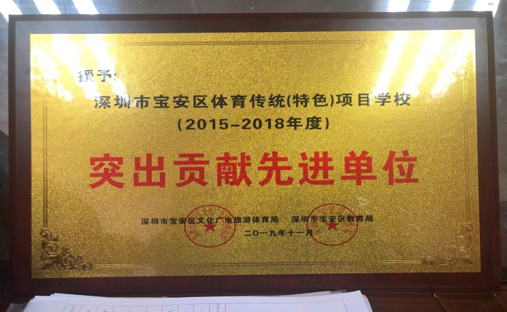 授予:
深圳市宝安区体育传统(特色)项目学校
(2015-2018年度)
突出贡献先进单位
深圳市宝安区文化广电旅游体育局 深圳市宝安区教育局
二〇一九年十一月